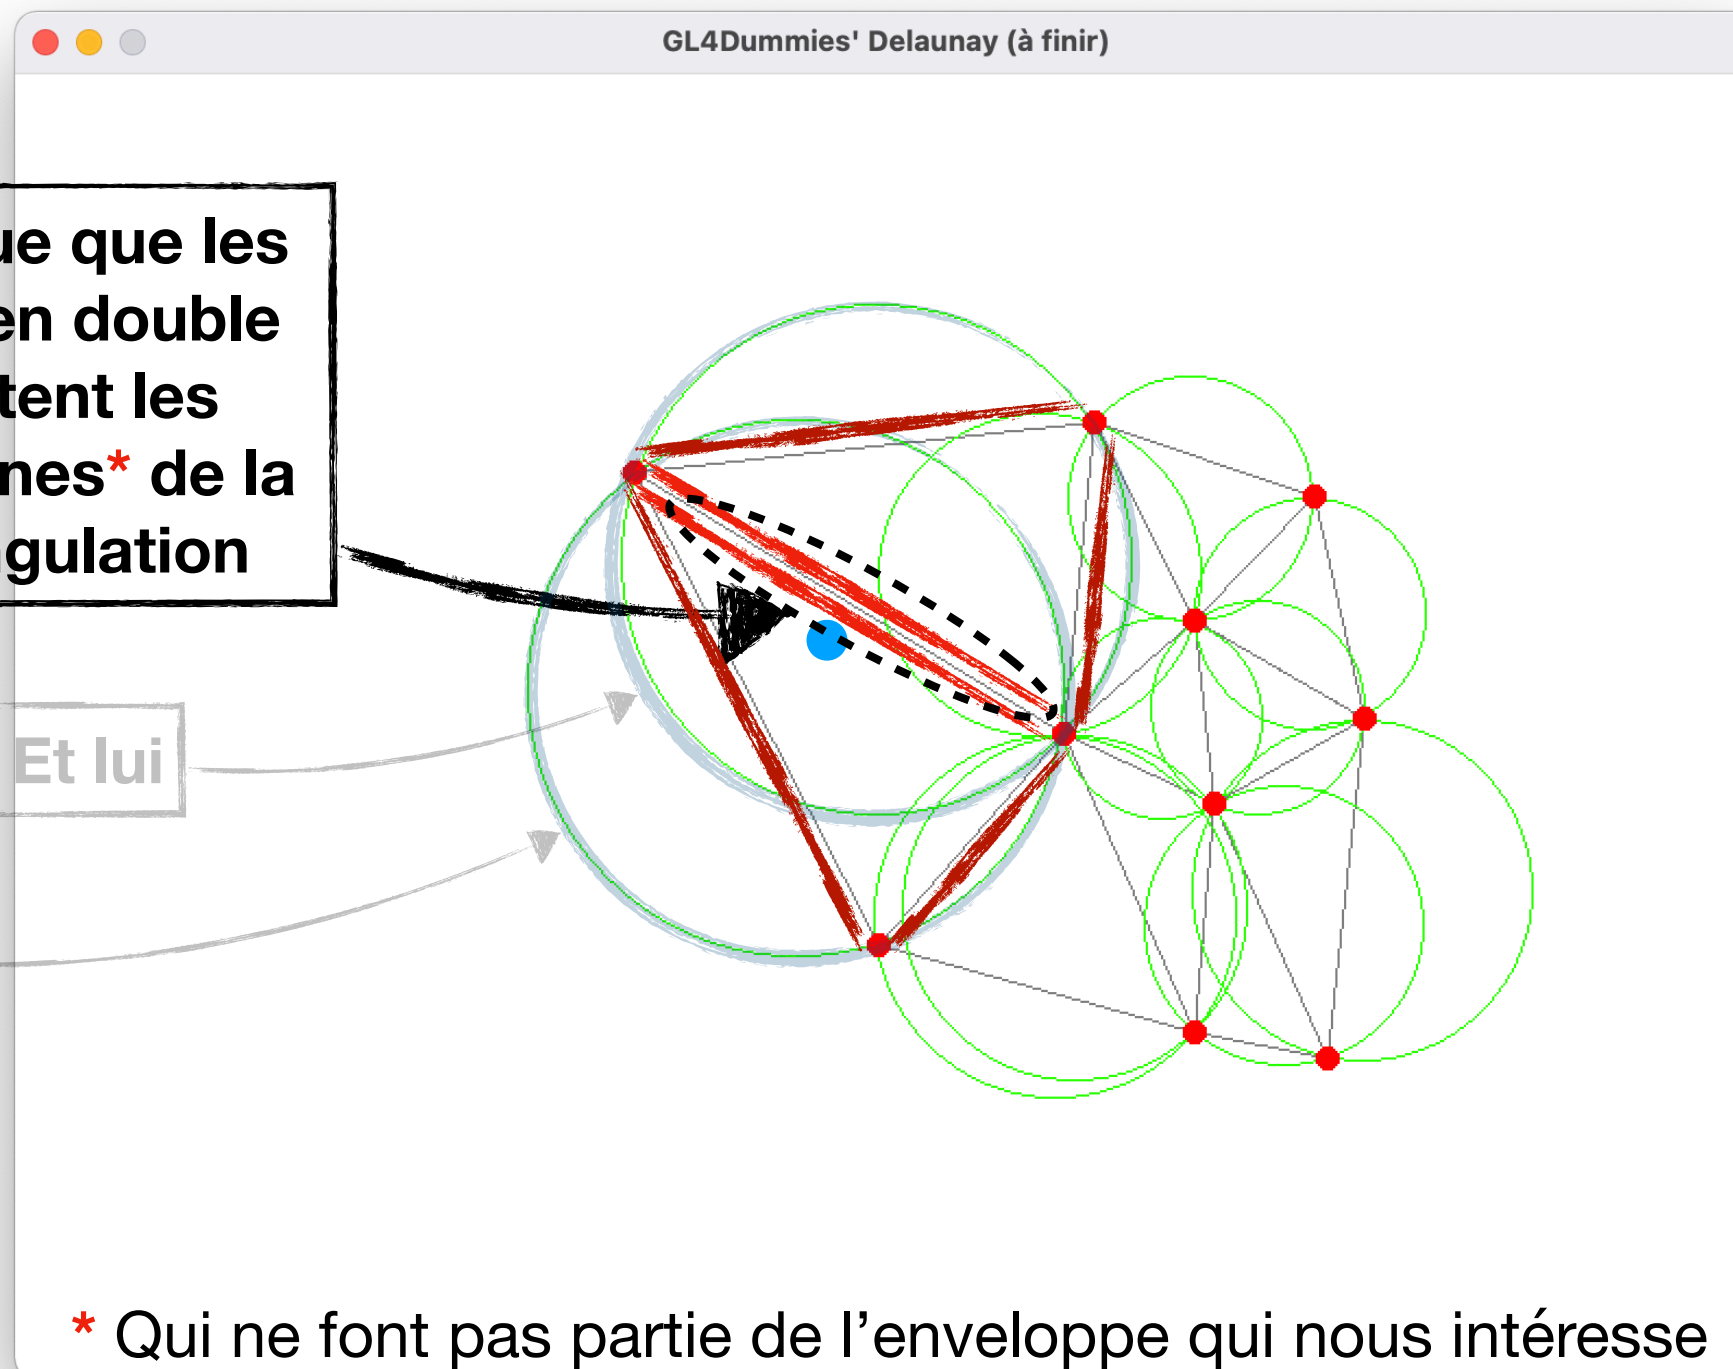 GL4Dummies' Delaunay (à finir)
ue que les
en double
tent les
nes* de la
ngulation
Et lui
* Qui ne font pas partie de l’enveloppe qui nous intéresse